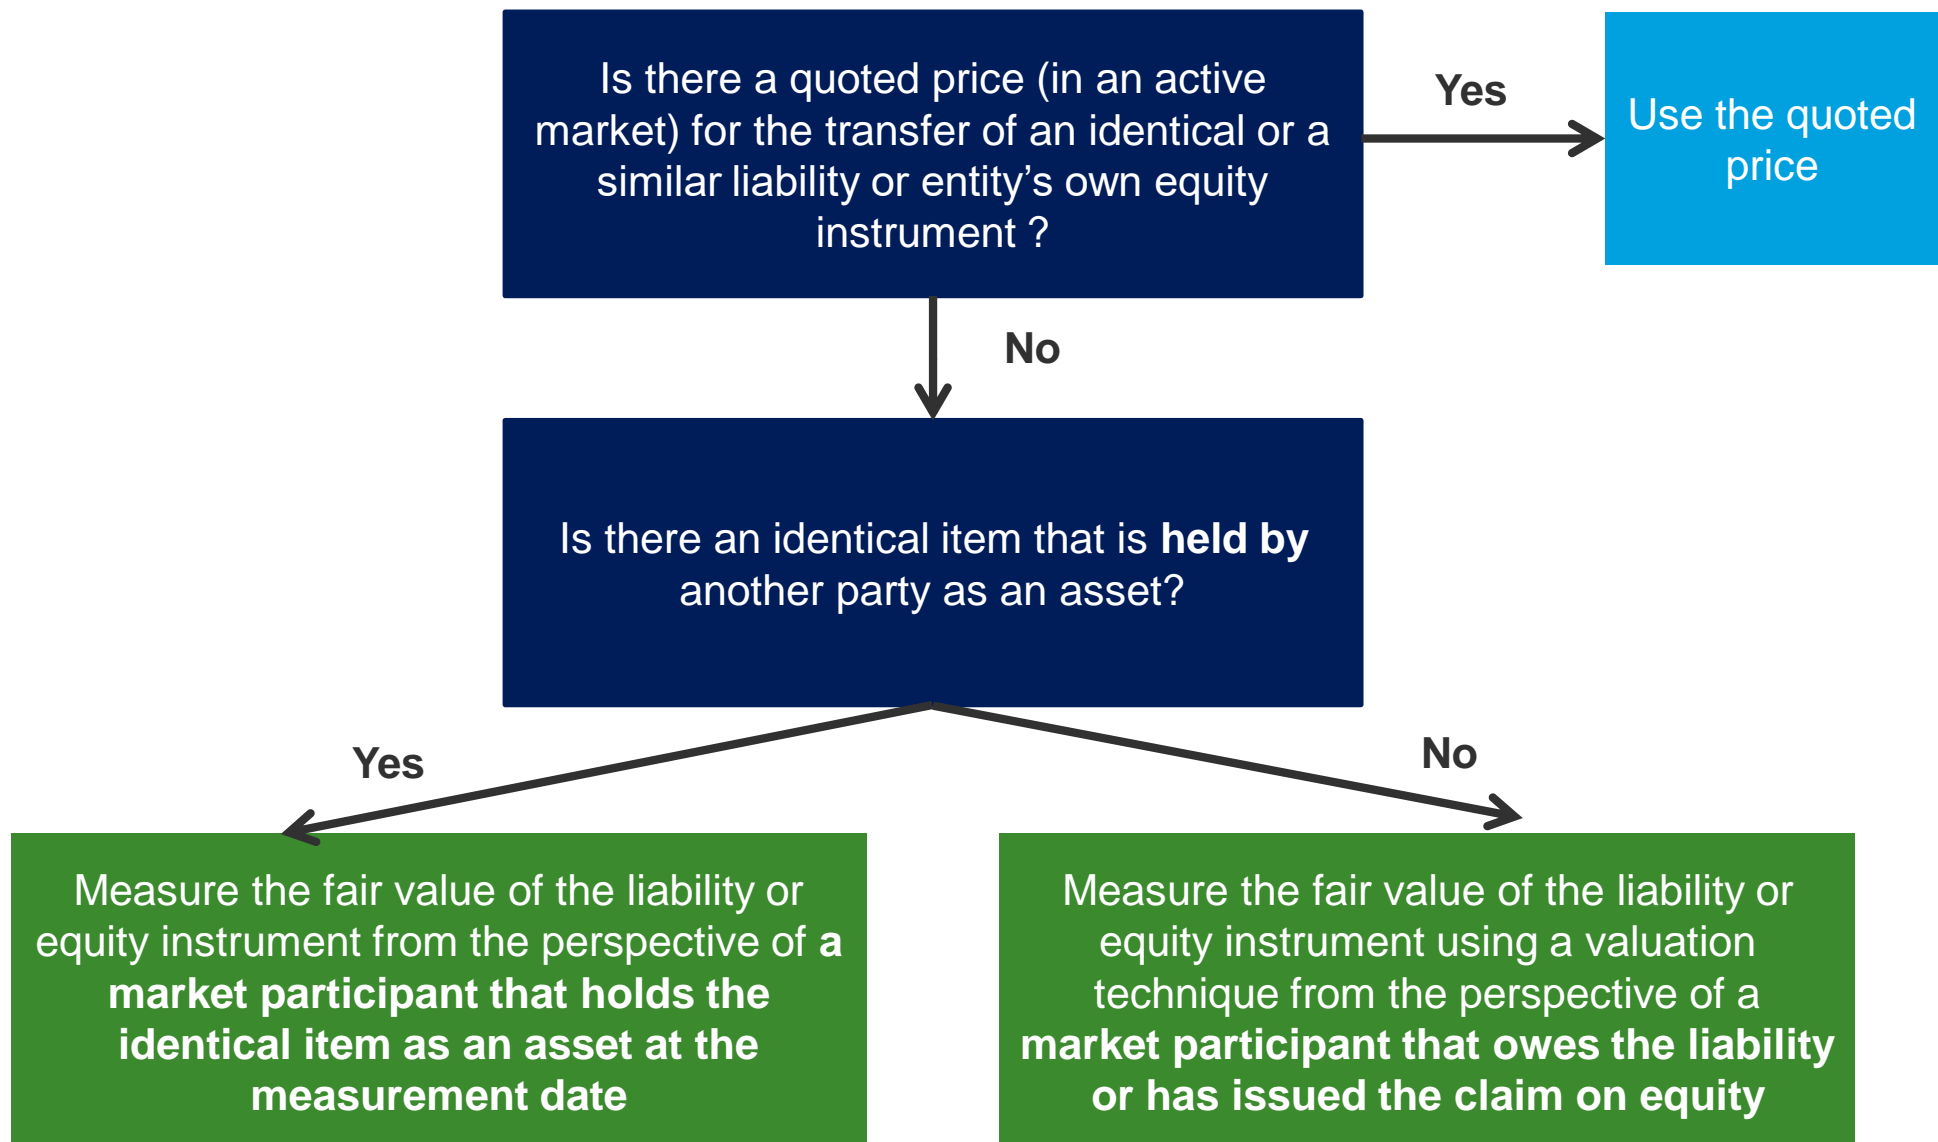 Is there a quoted price (in an active
market) for the transfer of an identical or a
similar liability or entity’s own equity
instrument ?
Yes
Use the quoted
price
No
Is there an identical item that is held by
another party as an asset?
Yes
No
Measure the fair value of the liability or
equity instrument from the perspective of a
market participant that holds the
identical item as an asset at the
measurement date
Measure the fair value of the liability or
equity instrument using a valuation
technique from the perspective of a
market participant that owes the liability
or has issued the claim on equity